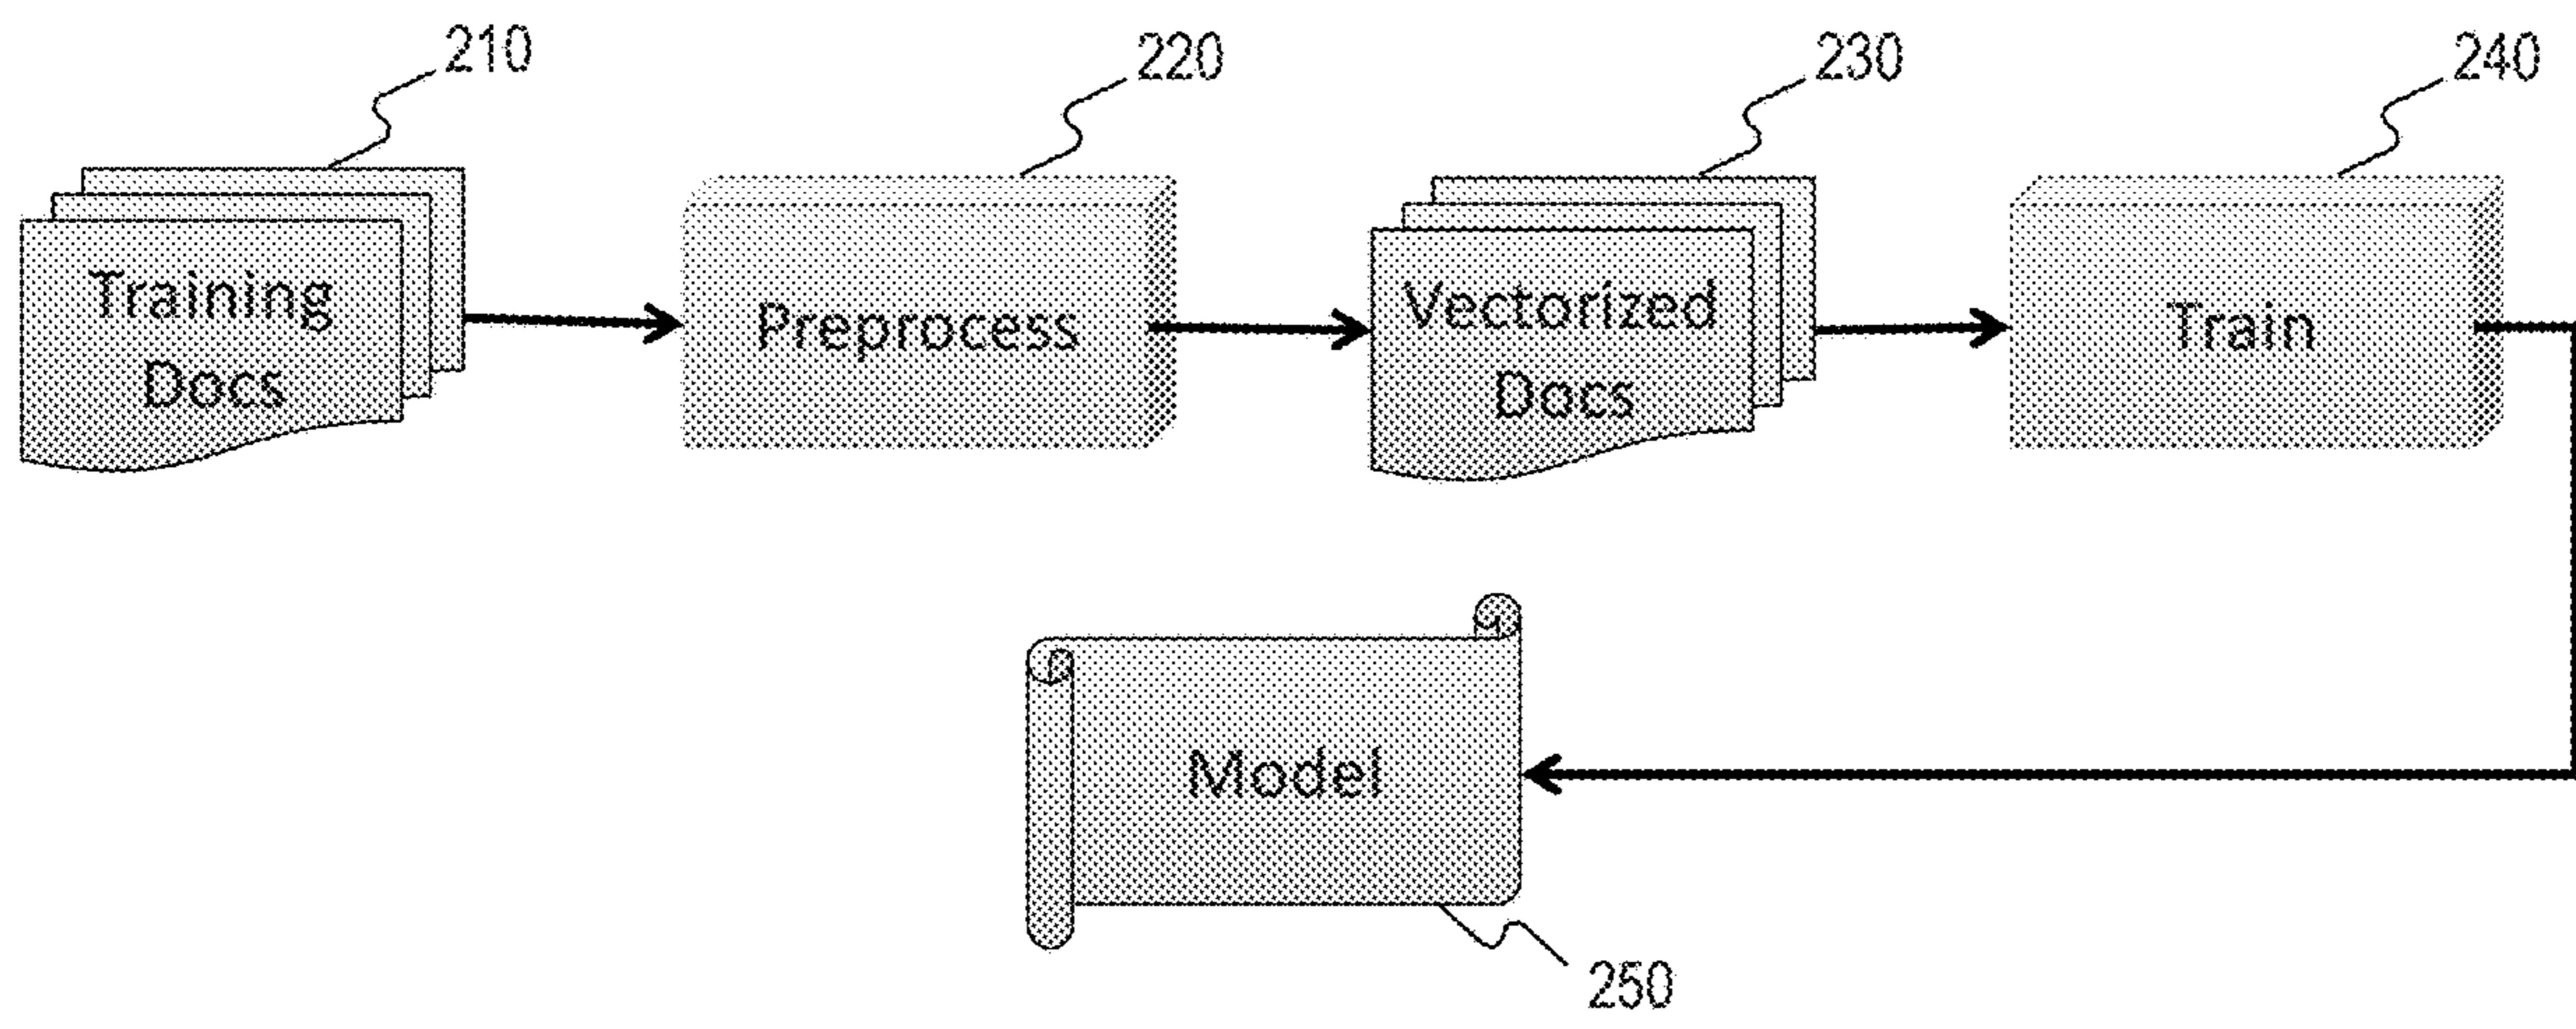 210
220
230
240
Training
Docs
Preprocess
Vectorized
Docs
Train
Model
250